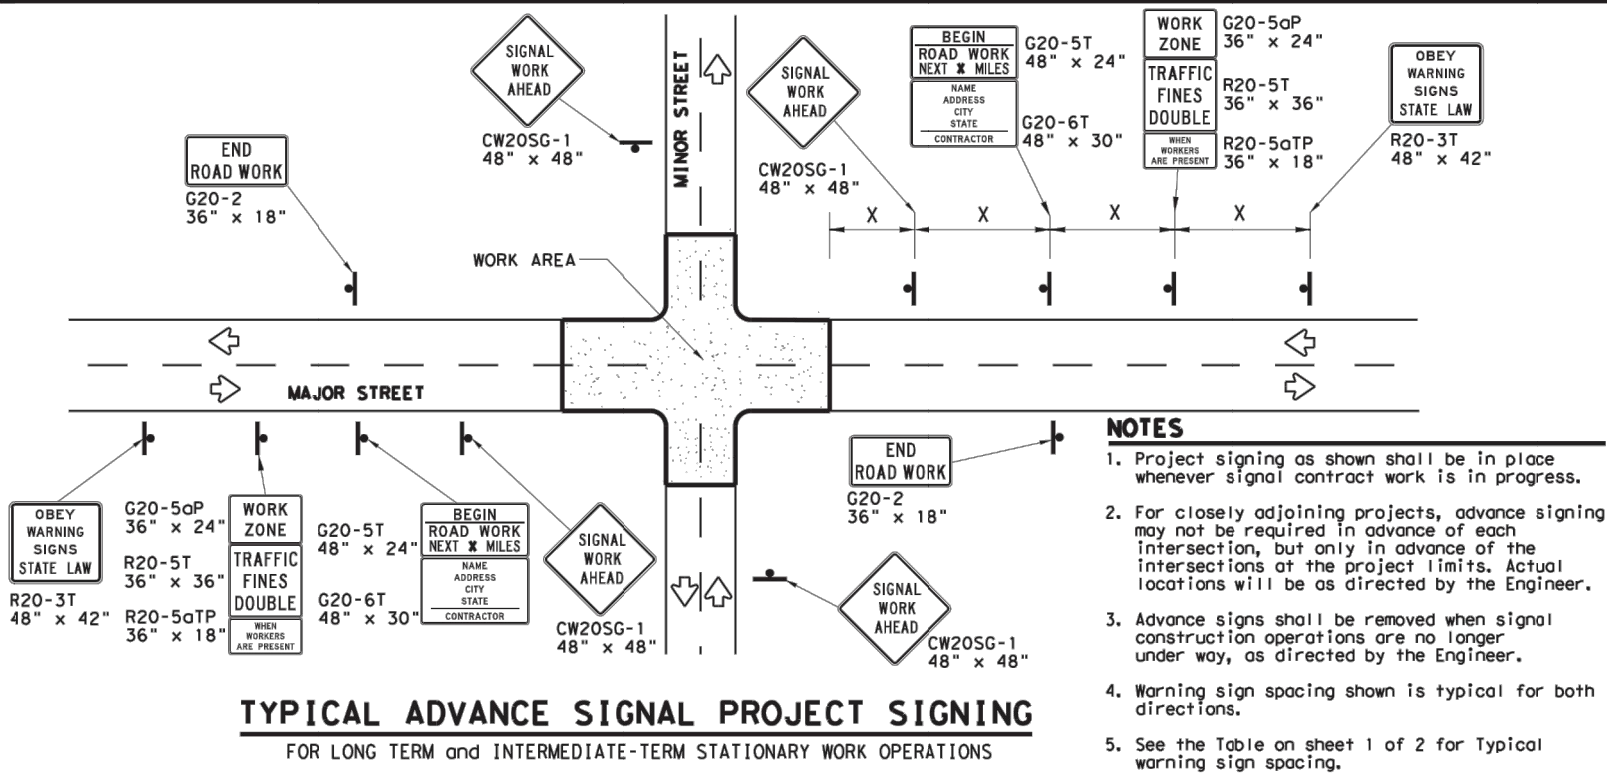 SIGNAL
WORK
AHEAD
CW20SG-1
48" x 48"
END
ROAD WORK
G20-2
36" x 18"
MINOR STREET
SIGNAL
WORK
AHEAD
CW20SG-1
48" x 48"
BEGIN
ROAD WORK
NEXT X MILES
NAME
ADDRESS
CITY
STATE
CONTRACTOR
G20-5T
48" x 24"
G20-6T
48" x 30"
WORK
ZONE
TRAFFIC
FINES
DOUBLE
WHEN
WORKERS
ARE PRESENT
G20-5aP
36" x 24"
R20-5T
36" x 36"
R20-5aTP
36" x 18"
OBEY
WARNING
SIGNS
STATE LAW
R20-3T
48" x 42"
X
X
X
X
WORK AREA
MAJOR STREET
OBEY
WARNING
SIGNS
STATE LAW
R20-3T
48" x 42"
G20-5aP
36" x 24"
R20-5T
36" x 36"
R20-5aTP
36" x 18"
WORK
ZONE
TRAFFIC
FINES
DOUBLE
WHEN
WORKERS
ARE PRESENT
G20-5T
48" x 24"
G20-6T
48" x 30"
BEGIN
ROAD WORK
NEXT X MILES
NAME
ADDRESS
CITY
STATE
CONTRACTOR
SIGNAL
WORK
AHEAD
CW20SG-1
48" x 48"
END
ROAD WORK
G20-2
36" x 18"
SIGNAL
WORK
AHEAD
CW20SG-1
48" x 48"
TYPICAL ADVANCE SIGNAL PROJECT SIGNING
FOR LONG TERM and INTERMEDIATE-TERM STATIONARY WORK OPERATIONS
NOTES
1. Project signing as shown shall be in place
whenever signal contract work is in progress.
2. For closely adjoining projects, advance signing
may not be required in advance of each
intersection, but only in advance of the
intersections at the project limits. Actual
locations will be as directed by the Engineer.
3. Advance signs shall be removed when signal
construction operations are no longer
under way, as directed by the Engineer.
4. Warning sign spacing shown is typical for both
directions.
5. See the Table on sheet 1 of 2 for Typical
warning sign spacing.